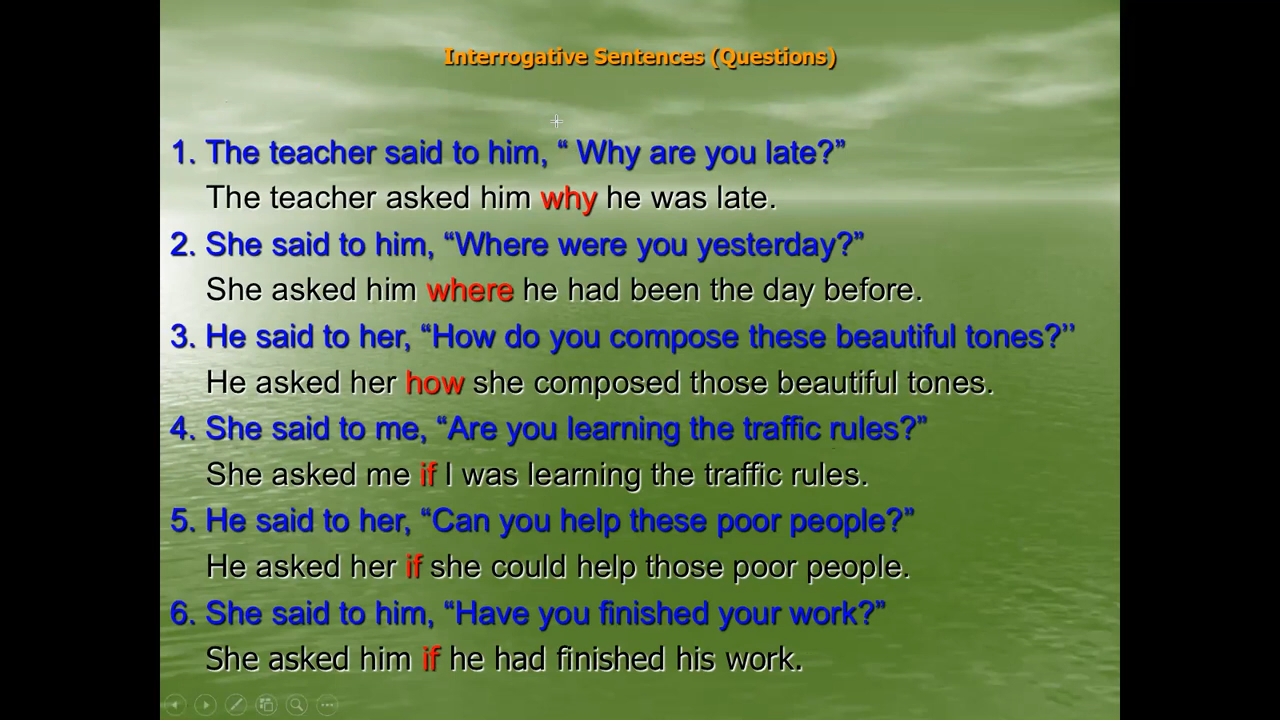 Interrogative Sentences (Questions)
1. The teacher said to him, “ Why are you late?”
The teacher asked him why he was late.
2. She said to him, “Where were you yesterday?”
She asked him where he had been the day before.
3. He said to her, “How do you compose these beautiful tones?’’
He asked her how she composed those beautiful tones.
4. She said to me, “Are you learning the traffic rules?”
She asked me if I was learning the traffic rules.
5. He said to her, “Can you help these poor people?”
He asked her if she could help those poor people.
6. She said to him, “Have you finished your work?”
She asked him if he had finished his work.